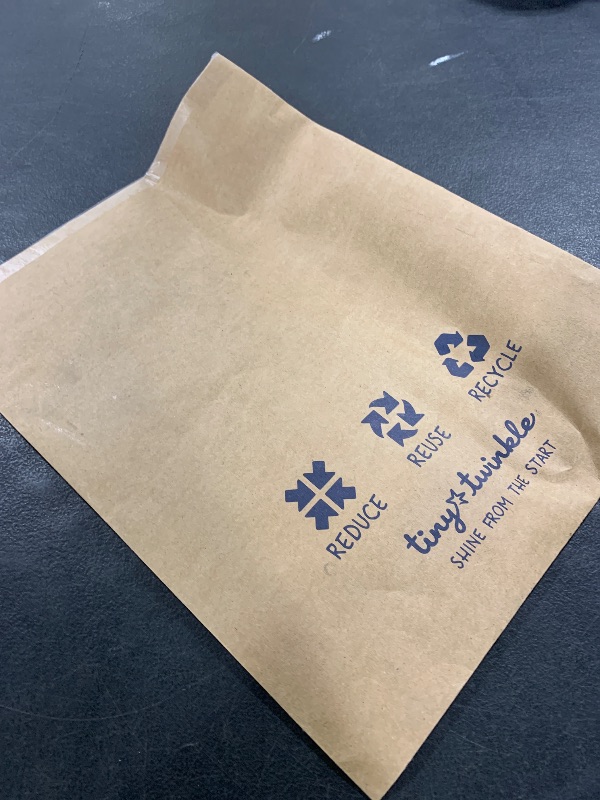 REDUCE
REUSE
RECYCLE
tiny twinkle
SHINE FROM THE START